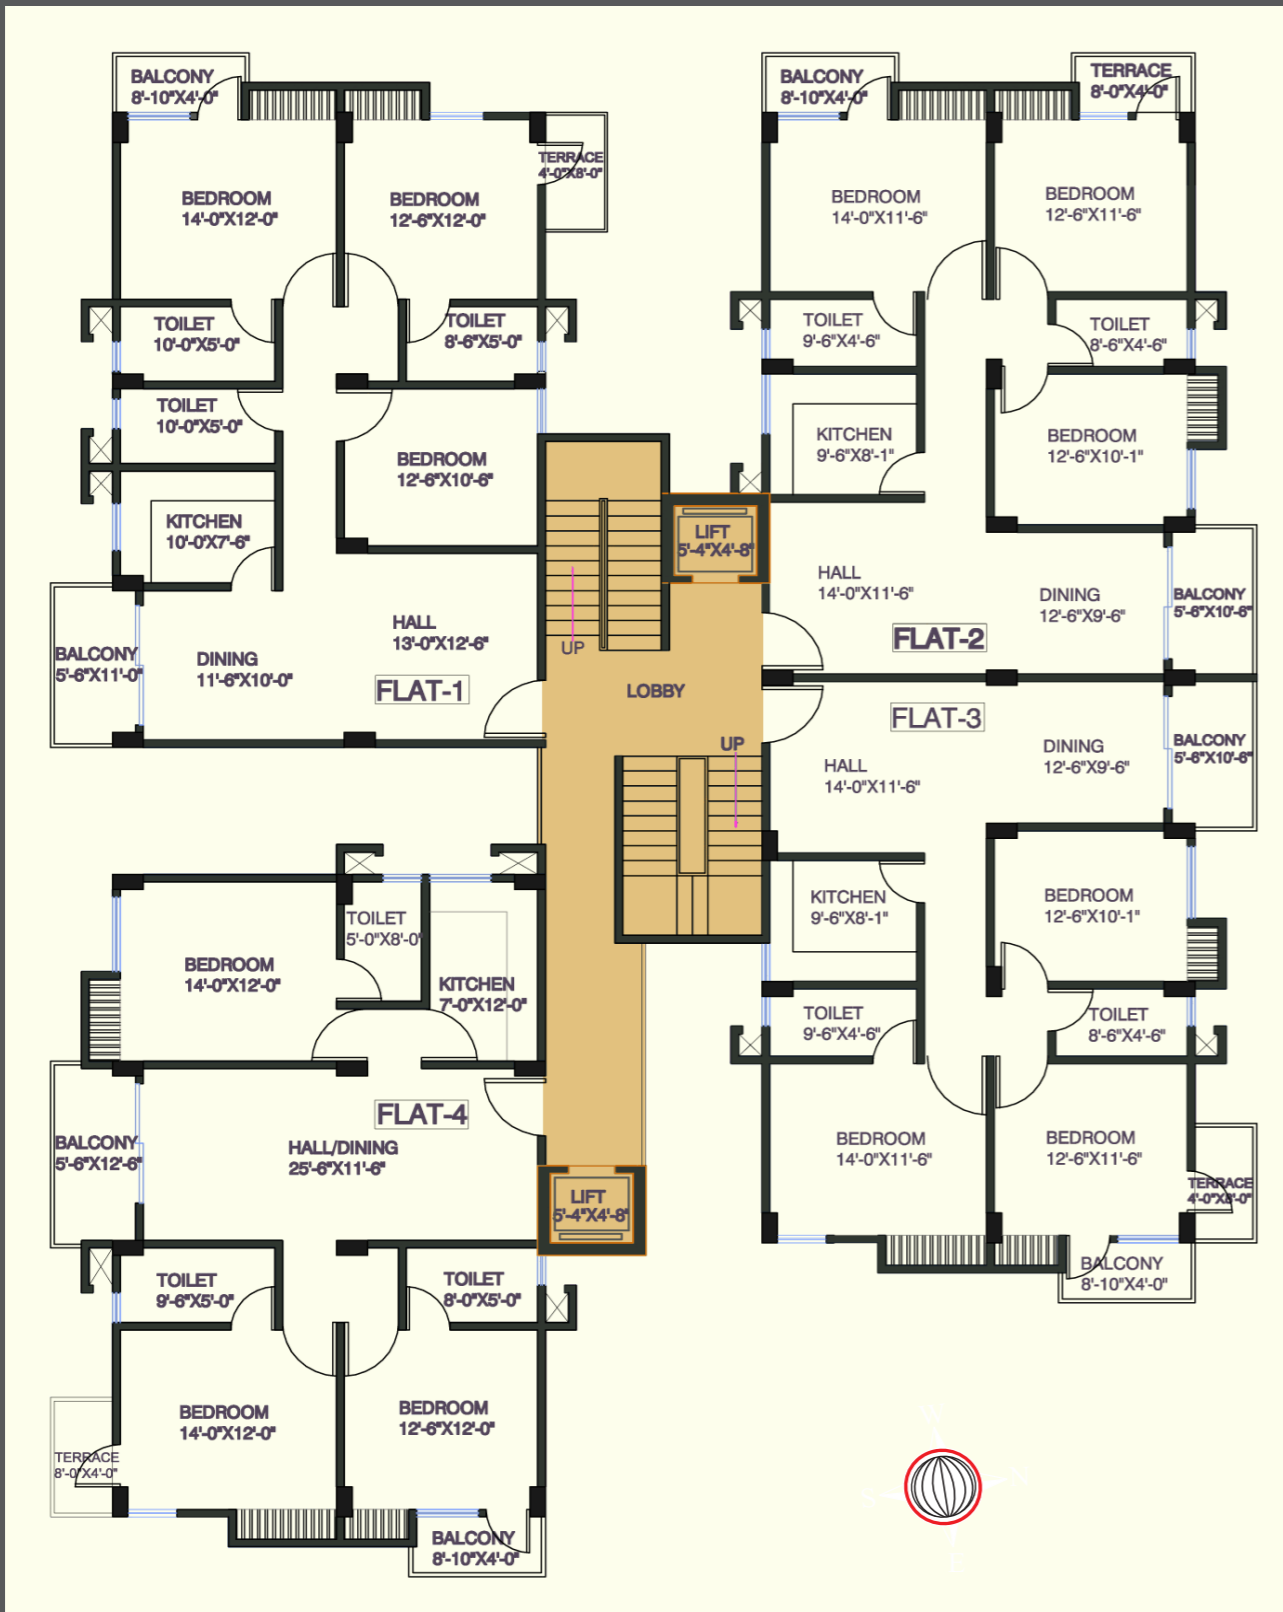 BALCONY
8'-10"X4'-0"
BEDROOM
14'-0"X12'-0"
BEDROOM
12'-6"X12'-0"
TERRACE
4'-0"X8'-0"
TOILET
10'-0"X5'-0"
TOILET
8'-6"X5'-0"
TOILET
10'-0"X5'-0"
BEDROOM
12'-6"X10'-6"
KITCHEN
10'-0"X7'-6"
HALL
13'-0"X12'-6"
DINING
11'-6"X10'-0"
BALCONY
5'-6"X11'-0"
FLAT-1
BALCONY
8'-10"X4'-0"
TERRACE
8'-0"X4'-0"
BEDROOM
14'-0"X11'-6"
BEDROOM
12'-6"X11'-6"
TOILET
9'-6"X4'-6"
TOILET
8'-6"X4'-6"
KITCHEN
9'-6"X8'-1"
BEDROOM
12'-6"X10'-1"
LIFT
5'-4"X4'-8"
HALL
14'-0"X11'-6"
DINING
12'-6"X9'-6"
BALCONY
5'-6"X10'-6"
FLAT-2
UP
LOBBY
UP
FLAT-3
HALL
14'-0"X11'-6"
DINING
12'-6"X9'-6"
BALCONY
5'-6"X10'-6"
KITCHEN
9'-6"X8'-1"
BEDROOM
12'-6"X10'-1"
TOILET
9'-6"X4'-6"
TOILET
8'-6"X4'-6"
BEDROOM
14'-0"X11'-6"
BEDROOM
12'-6"X11'-6"
TERRACE
4'-0"X8'-0"
BALCONY
8'-10"X4'-0"
BEDROOM
14'-0"X12'-0"
TOILET
5'-0"X8'-0"
KITCHEN
7'-0"X12'-0"
FLAT-4
BALCONY
5'-6"X12'-6"
HALL/DINING
25'-6"X11'-6"
LIFT
5'-4"X4'-8"
TOILET
9'-6"X5'-0"
TOILET
8'-0"X5'-0"
BEDROOM
14'-0"X12'-0"
BEDROOM
12'-6"X12'-0"
TERRACE
8'-0"X4'-0"
BALCONY
8'-10"X4'-0"